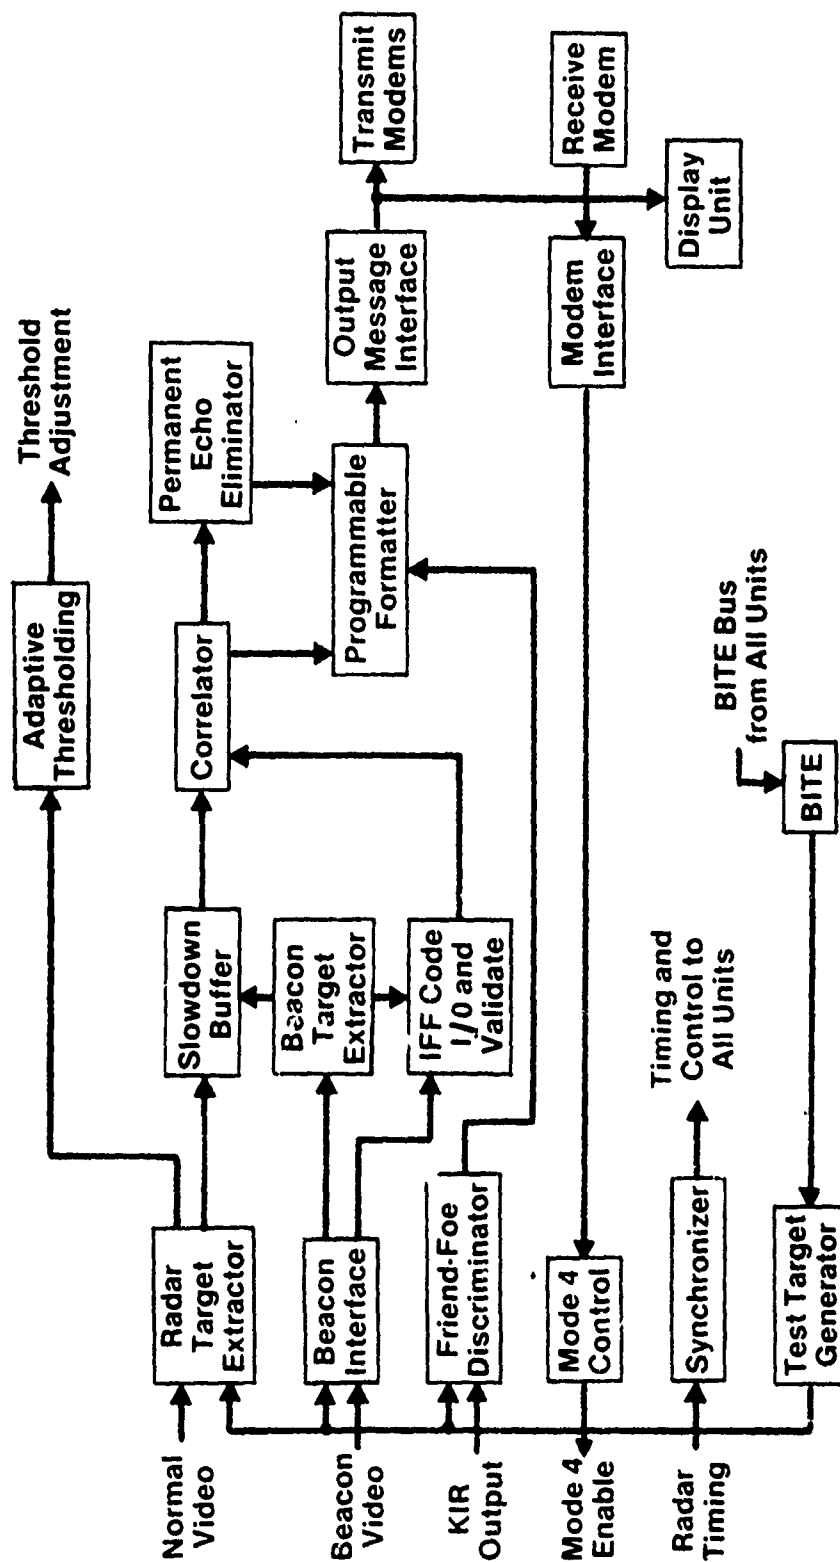 Normal
Video
Radar
Target
Extractor
Adaptive
Thresholding
Threshold
Adjustment
Slowdown
Buffer
Correlator
Permanent
Echo
Eliminator
Beacon
Video
Beacon
Interface
Beacon
Target
Extractor
IFF Code
I/O and
Validate
Programmable
Formatter
Output
Message
Interface
Transmit
Modems
KIR
Output
Friend-Foe
Discriminator
Mode 4
Enable
Mode 4
Control
Modem
Interface
Receive
Modem
Display
Unit
Radar
Timing
Synchronizer
Timing and
Control to
All Units
Test Target
Generator
BITE
BITE Bus
from All Units